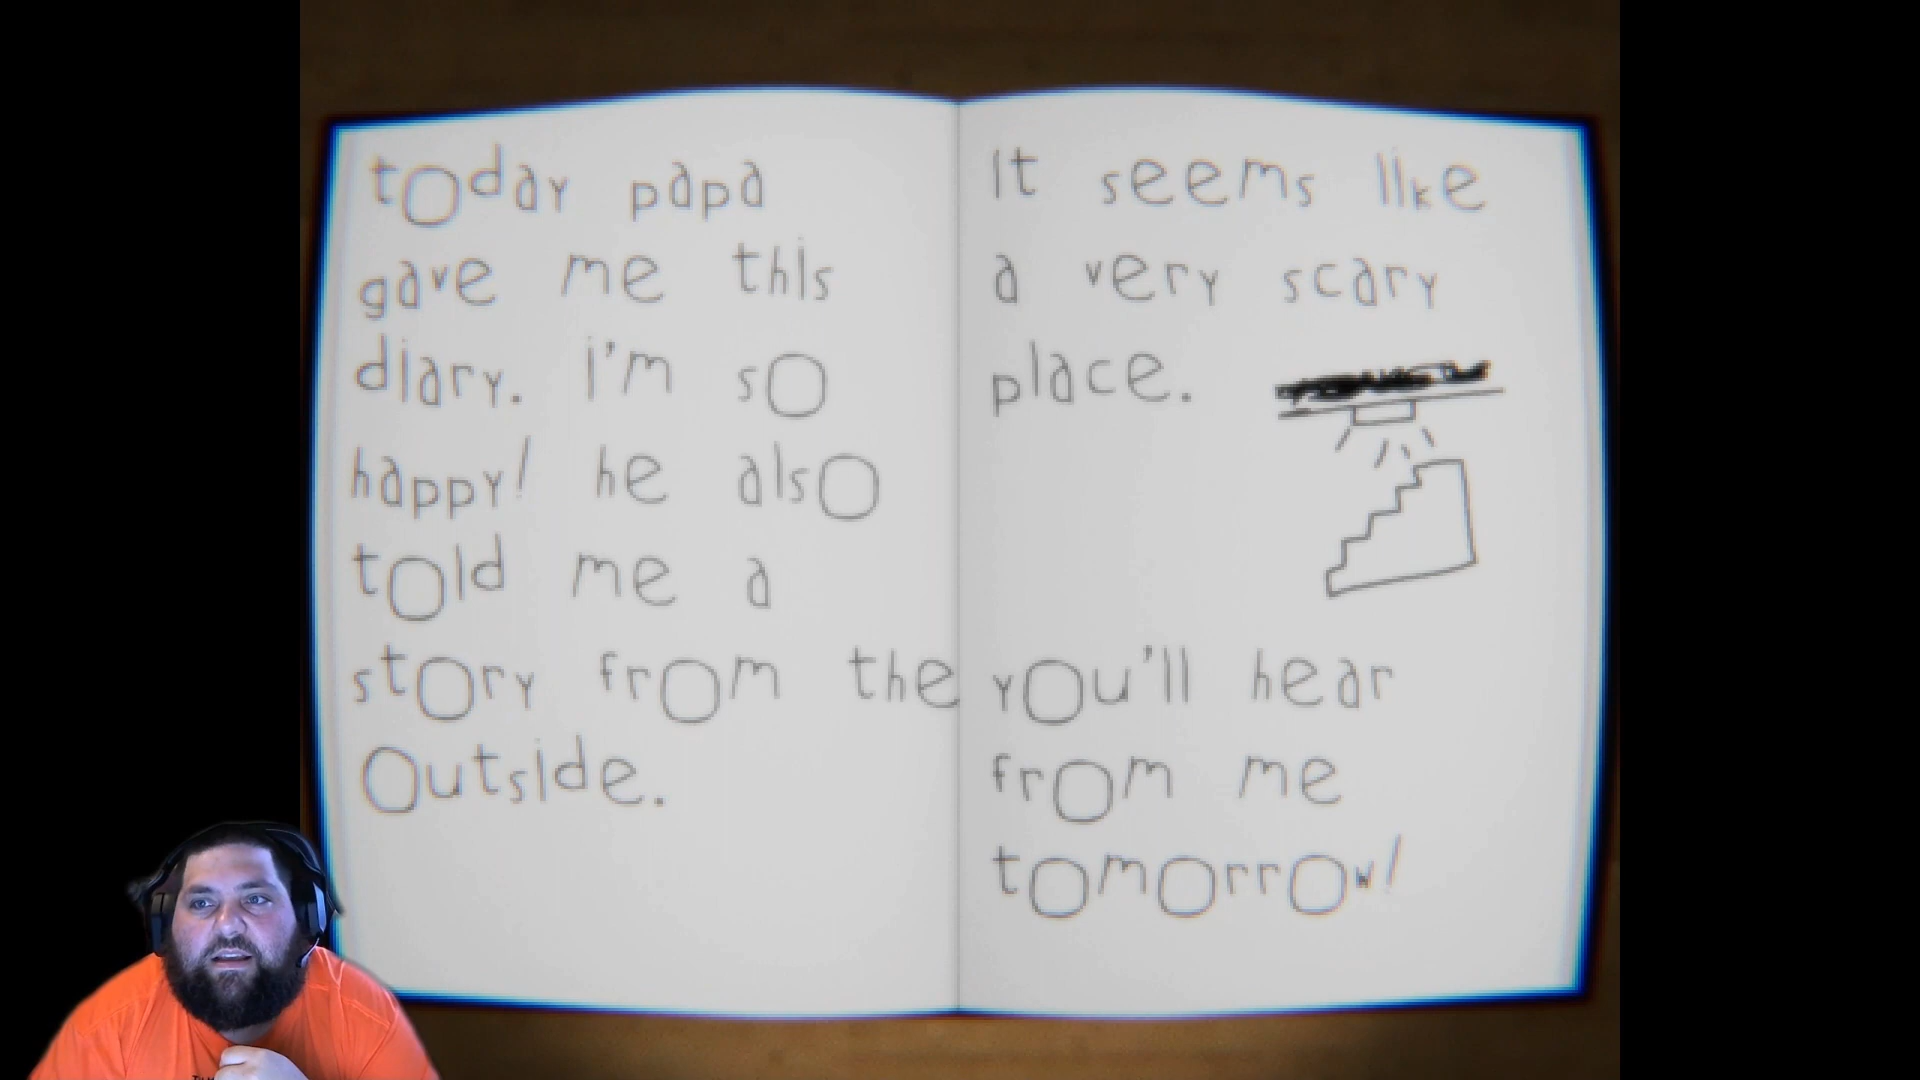 today papa
gave me this
diary. i'm so
happy! he also
told me a
story from the
outside.
it seems like
a very scary
place.
you'll hear
from me
tomorrow!